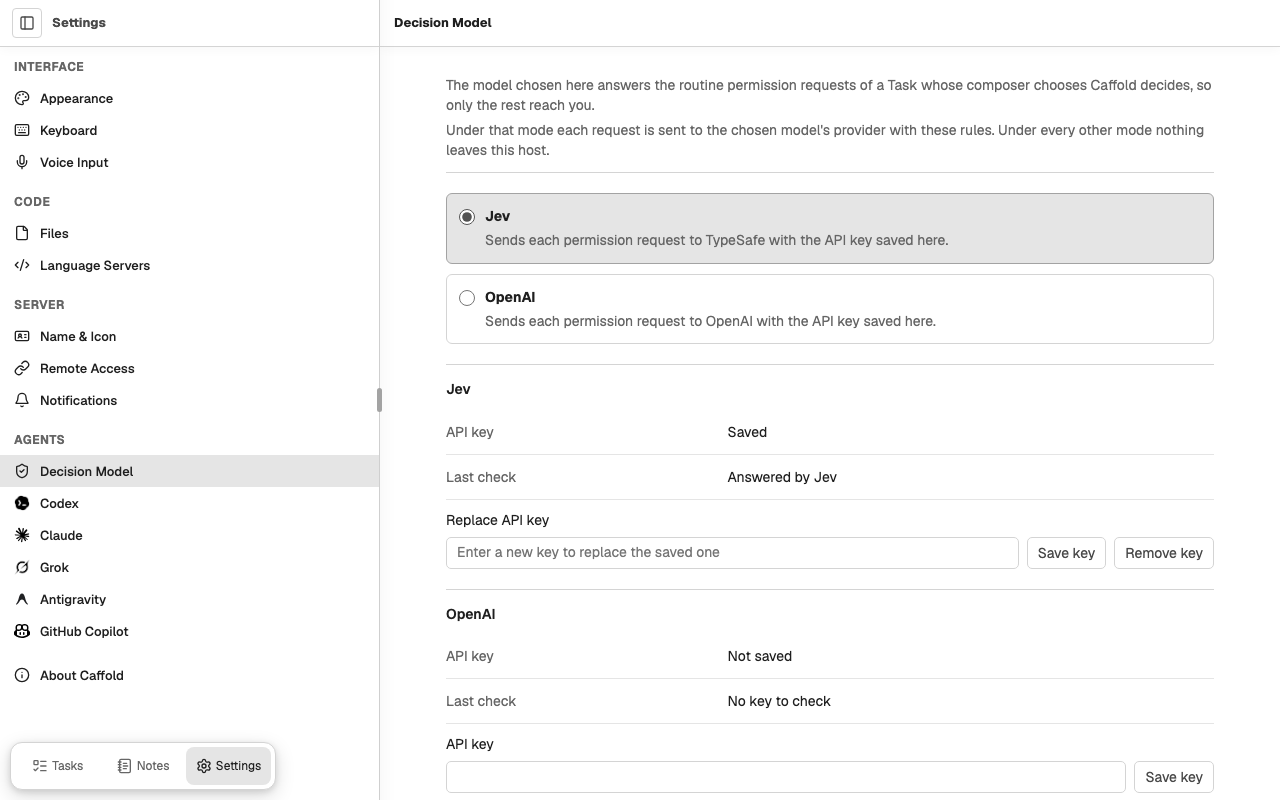 Settings
Decision Model
INTERFACE
Appearance
Keyboard
Voice Input
CODE
Files
Language Servers
SERVER
Name & Icon
Remote Access
Notifications
AGENTS
Decision Model
Codex
Claude
Grok
Antigravity
GitHub Copilot
About Caffold
Tasks
Notes
Settings
The model chosen here answers the routine permission requests of a Task whose composer chooses Caffold decides, so
only the rest reach you.
Under that mode each request is sent to the chosen model's provider with these rules. Under every other mode nothing
leaves this host.
Jev
Sends each permission request to TypeSafe with the API key saved here.
OpenAI
Sends each permission request to OpenAI with the API key saved here.
Jev
API key Saved
Last check Answered by Jev
Replace API key
Enter a new key to replace the saved one Save key Remove key
OpenAI
API key Not saved
Last check No key to check
API key
Save key